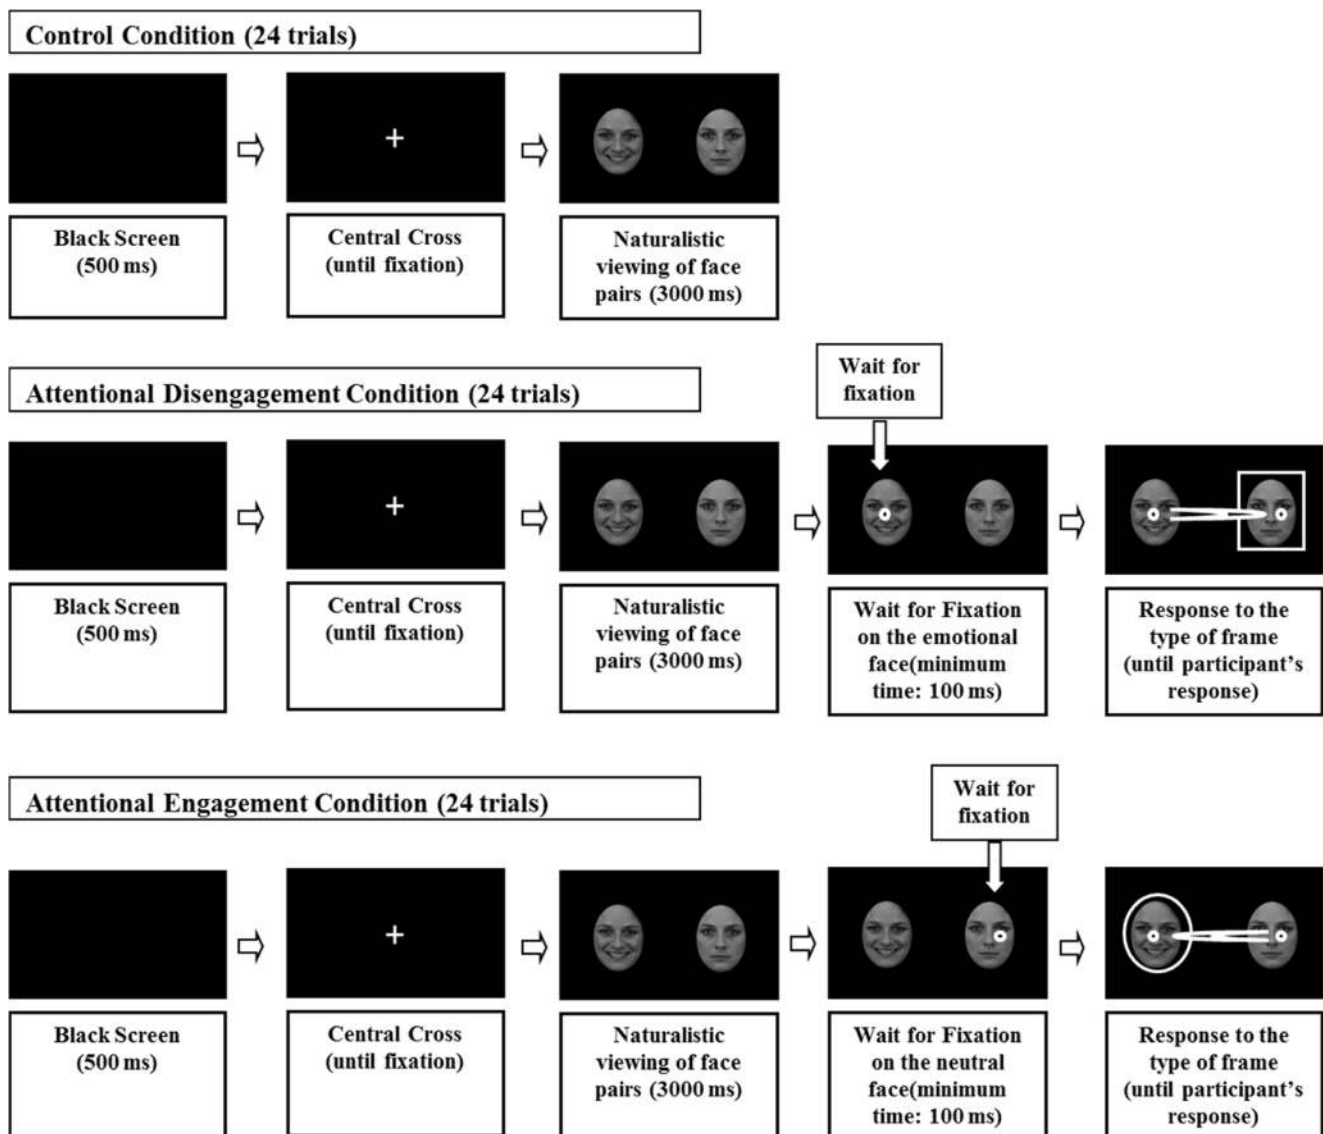 Control Condition (24 trials)
Black Screen
(500 ms)
Central Cross
(until fixation)
Naturalistic
viewing of face
pairs (3000 ms)
Attentional Disengagement Condition (24 trials)
Wait for
fixation
Black Screen
(500 ms)
Central Cross
(until fixation)
Naturalistic
viewing of face
pairs (3000 ms)
Wait for Fixation
on the emotional
face(minimum
time: 100 ms)
Response to the
type of frame
(until participant's
response)
Attentional Engagement Condition (24 trials)
Wait for
fixation
Black Screen
(500 ms)
Central Cross
(until fixation)
Naturalistic
viewing of face
pairs (3000 ms)
Wait for Fixation
on the neutral
face(minimum
time: 100 ms)
Response to the
type of frame
(until participant's
response)